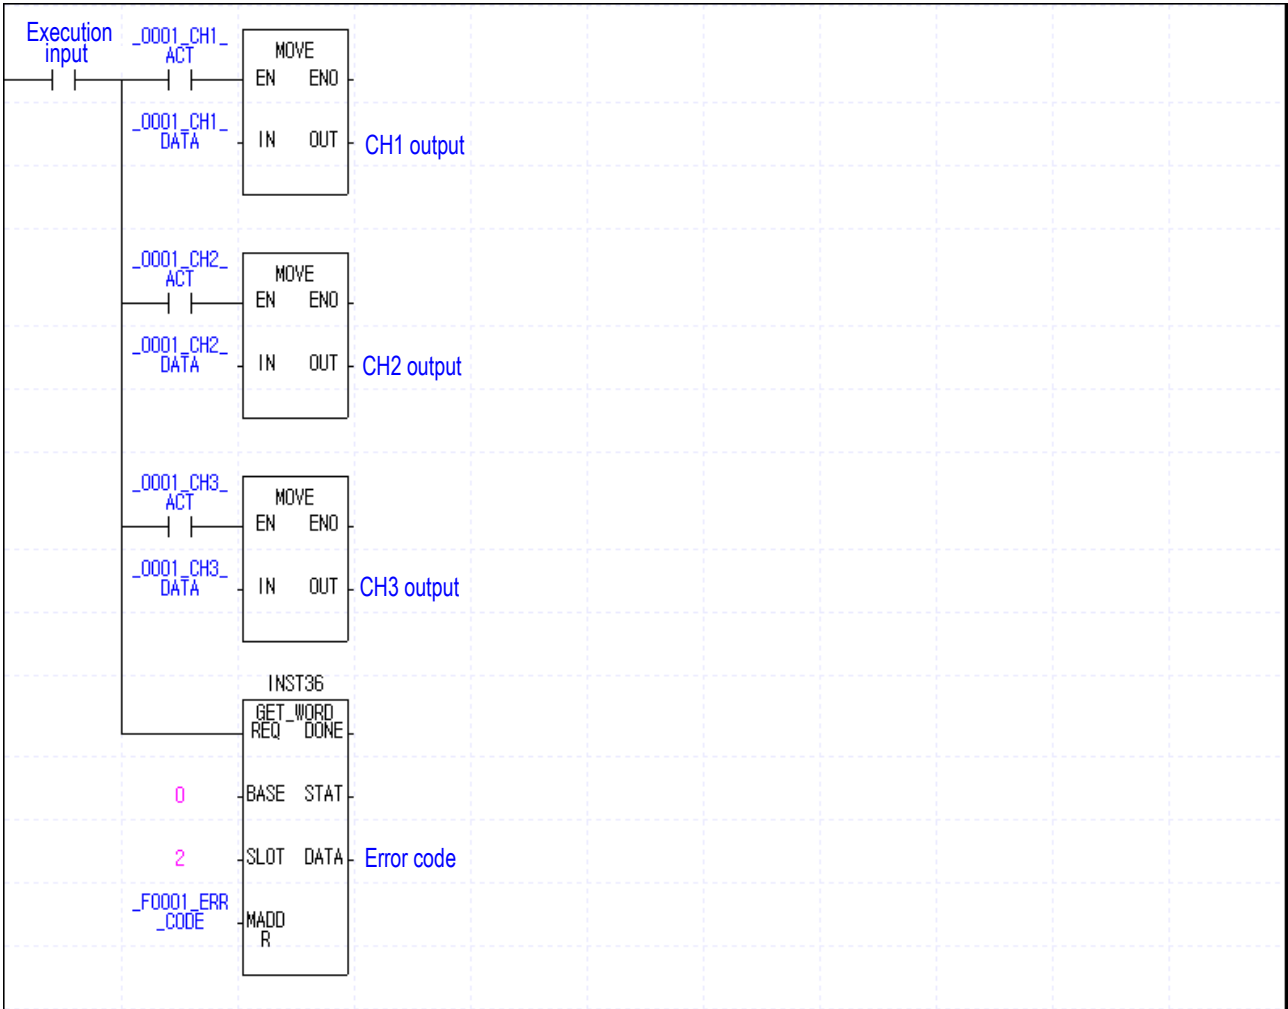 Execution
input
_0001_CH1_
ACT
MOVE
EN ENO
_0001_CH1_
DATA
IN OUT
CH1 output
_0001_CH2_
ACT
MOVE
EN ENO
_0001_CH2_
DATA
IN OUT
CH2 output
_0001_CH3_
ACT
MOVE
EN ENO
_0001_CH3_
DATA
IN OUT
CH3 output
INST36
GET_WORD
REQ DONE
0
BASE STAT
2
SLOT DATA
Error code
_F0001_ERR
_CODE
MADD
R